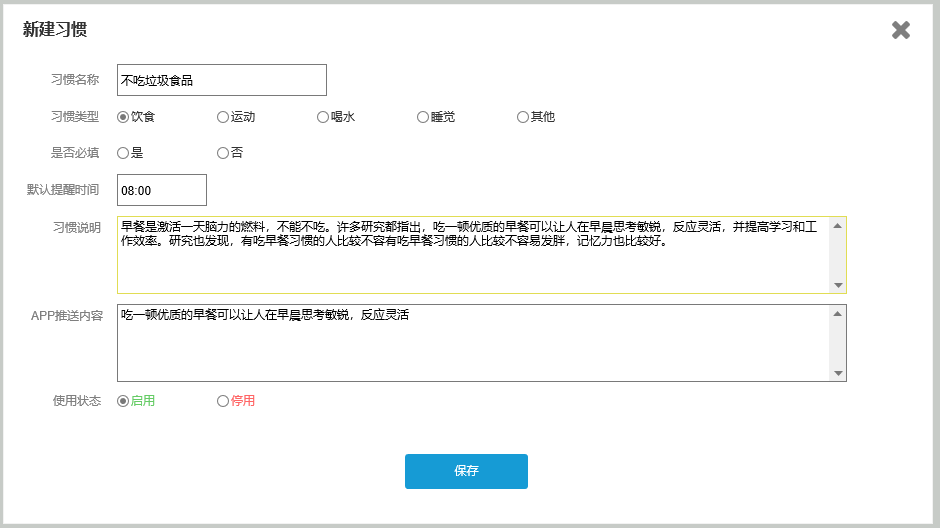 新建习惯
习惯名称 不吃垃圾食品
习惯类型 饮食 运动 喝水 睡觉 其他
是否必填 是 否
默认提醒时间 08:00
习惯说明 早餐是激活一天脑力的燃料，不能不吃。许多研究都指出，吃一顿优质的早餐可以让人在早晨思考敏锐，反应灵活，并提高学习和工
作效率。研究也发现，有吃早餐习惯的人比较不容有吃早餐习惯的人比较不容易发胖，记忆力也比较好。
APP推送内容 吃一顿优质的早餐可以让人在早晨思考敏锐，反应灵活
使用状态 启用 停用
保存